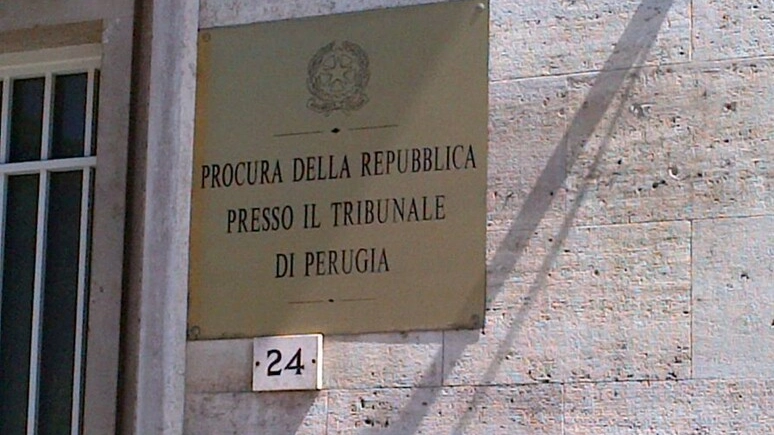 PROCURA DELLA REPUBBLICA
PRESSO IL TRIBUNALE
DI PERUGIA
24